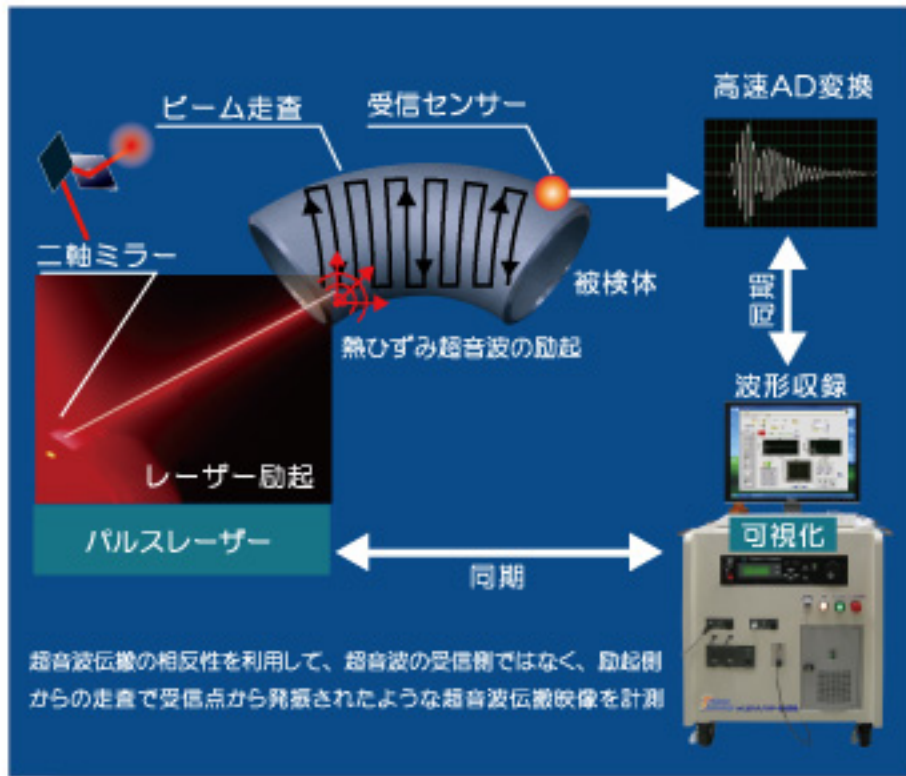 ビーム走査
受信センサー
高速AD変換
二軸ミラー
被検体
同期
熱ひずみ超音波の励起
波形収録
レーザー励起
パルスレーザー
可視化
同期
超音波伝搬の相反性を利用して、超音波の受信側ではなく、励起側
からの走査で受信点から発振されたような超音波伝搬映像を計測